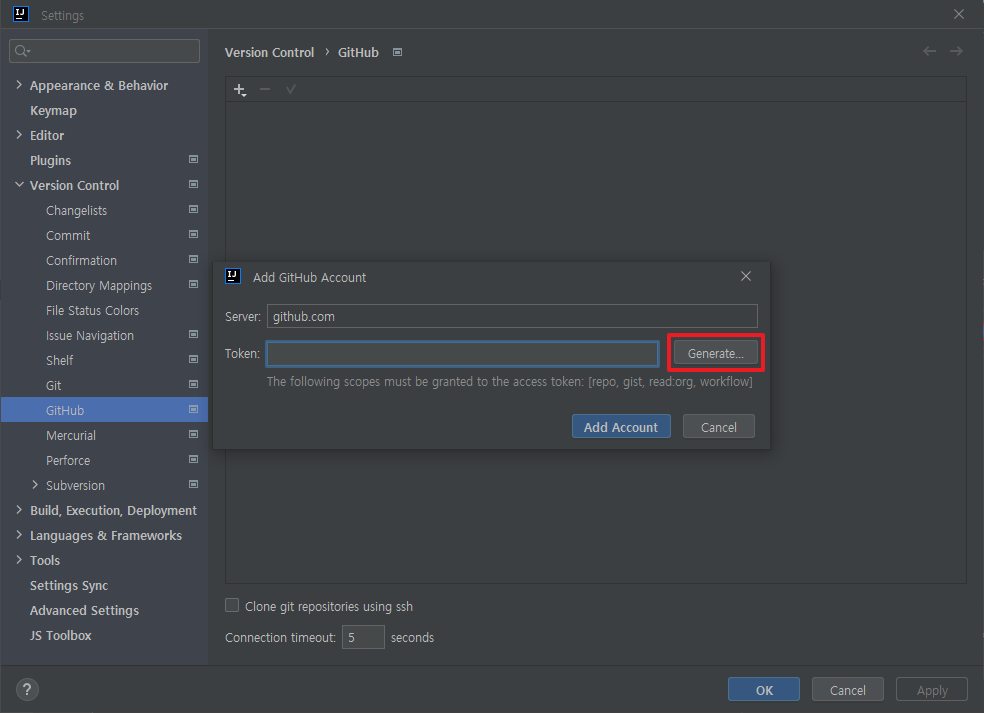 IJ
Settings
Version Control › GitHub
Appearance & Behavior
Keymap
Editor
Plugins
Version Control
Changelists
Commit
Confirmation
Directory Mappings
File Status Colors
Issue Navigation
Shelf
Git
GitHub
Mercurial
Perforce
Subversion
Build, Execution, Deployment
Languages & Frameworks
Tools
Settings Sync
Advanced Settings
JS Toolbox
IJ
Add GitHub Account
Server: github.com
Token: Generate...
The following scopes must be granted to the access token: [repo, gist, read:org, workflow]
Add Account Cancel
Clone git repositories using ssh
Connection timeout: 5 seconds
? OK Cancel Apply